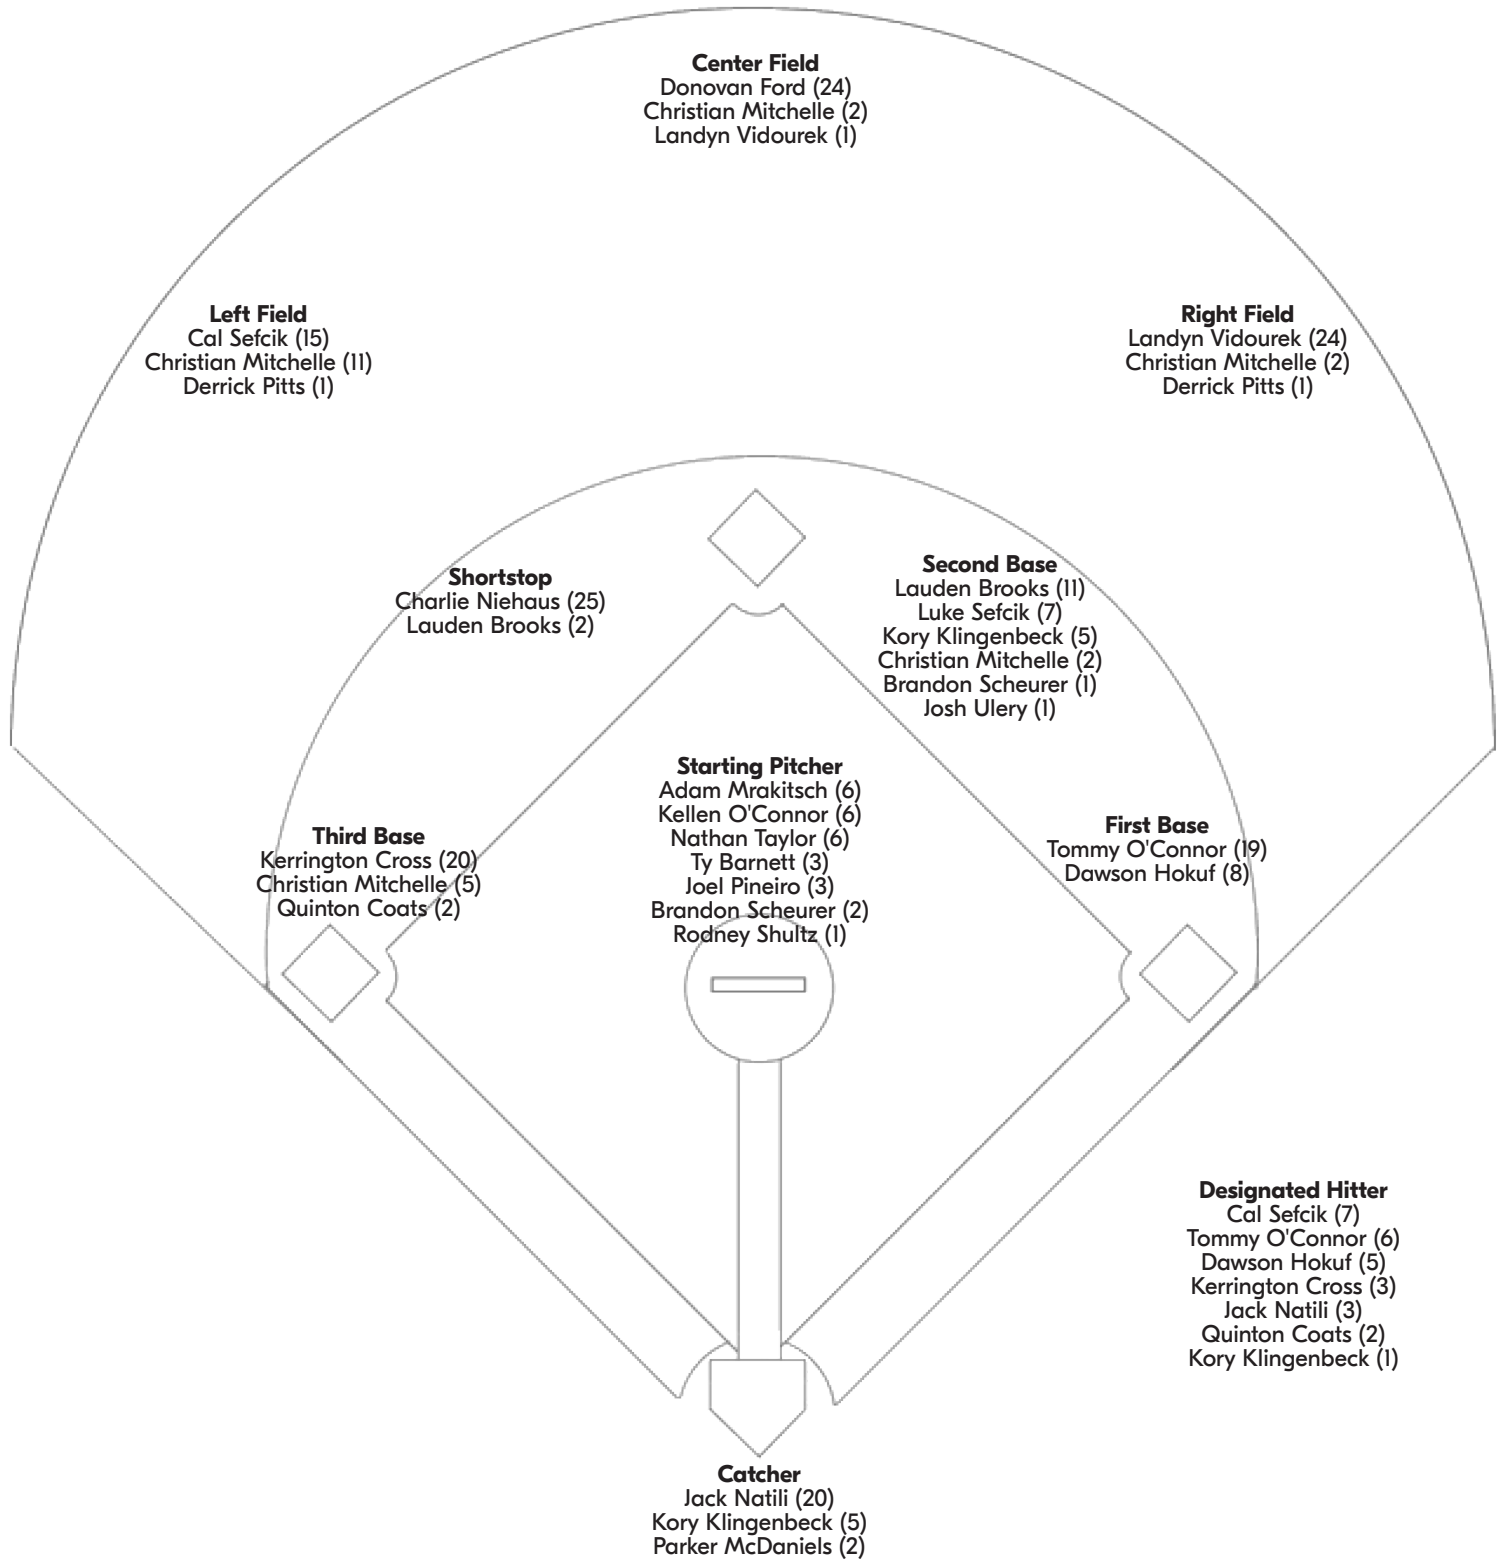 Center Field
Donovan Ford (24)
Christian Mitchelle (2)
Landyn Vidourek (1)
Left Field
Cal Sefcik (15)
Christian Mitchelle (11)
Derrick Pitts (1)
Right Field
Landyn Vidourek (24)
Christian Mitchelle (2)
Derrick Pitts (1)
Shortstop
Charlie Niehaus (25)
Lauden Brooks (2)
Second Base
Lauden Brooks (11)
Luke Sefcik (7)
Kory Klingenbeck (5)
Christian Mitchelle (2)
Brandon Scheurer (1)
Josh Ulery (1)
Starting Pitcher
Adam Mrakitsch (6)
Kellen O'Connor (6)
Nathan Taylor (6)
Ty Barnett (3)
Joel Pineiro (3)
Brandon Scheurer (2)
Rodney Shultz (1)
Third Base
Kerrington Cross (20)
Christian Mitchelle (5)
Quinton Coats (2)
First Base
Tommy O'Connor (19)
Dawson Hokuf (8)
Designated Hitter
Cal Sefcik (7)
Tommy O'Connor (6)
Dawson Hokuf (5)
Kerrington Cross (3)
Jack Natili (3)
Quinton Coats (2)
Kory Klingenbeck (1)
Catcher
Jack Natili (20)
Kory Klingenbeck (5)
Parker McDaniels (2)